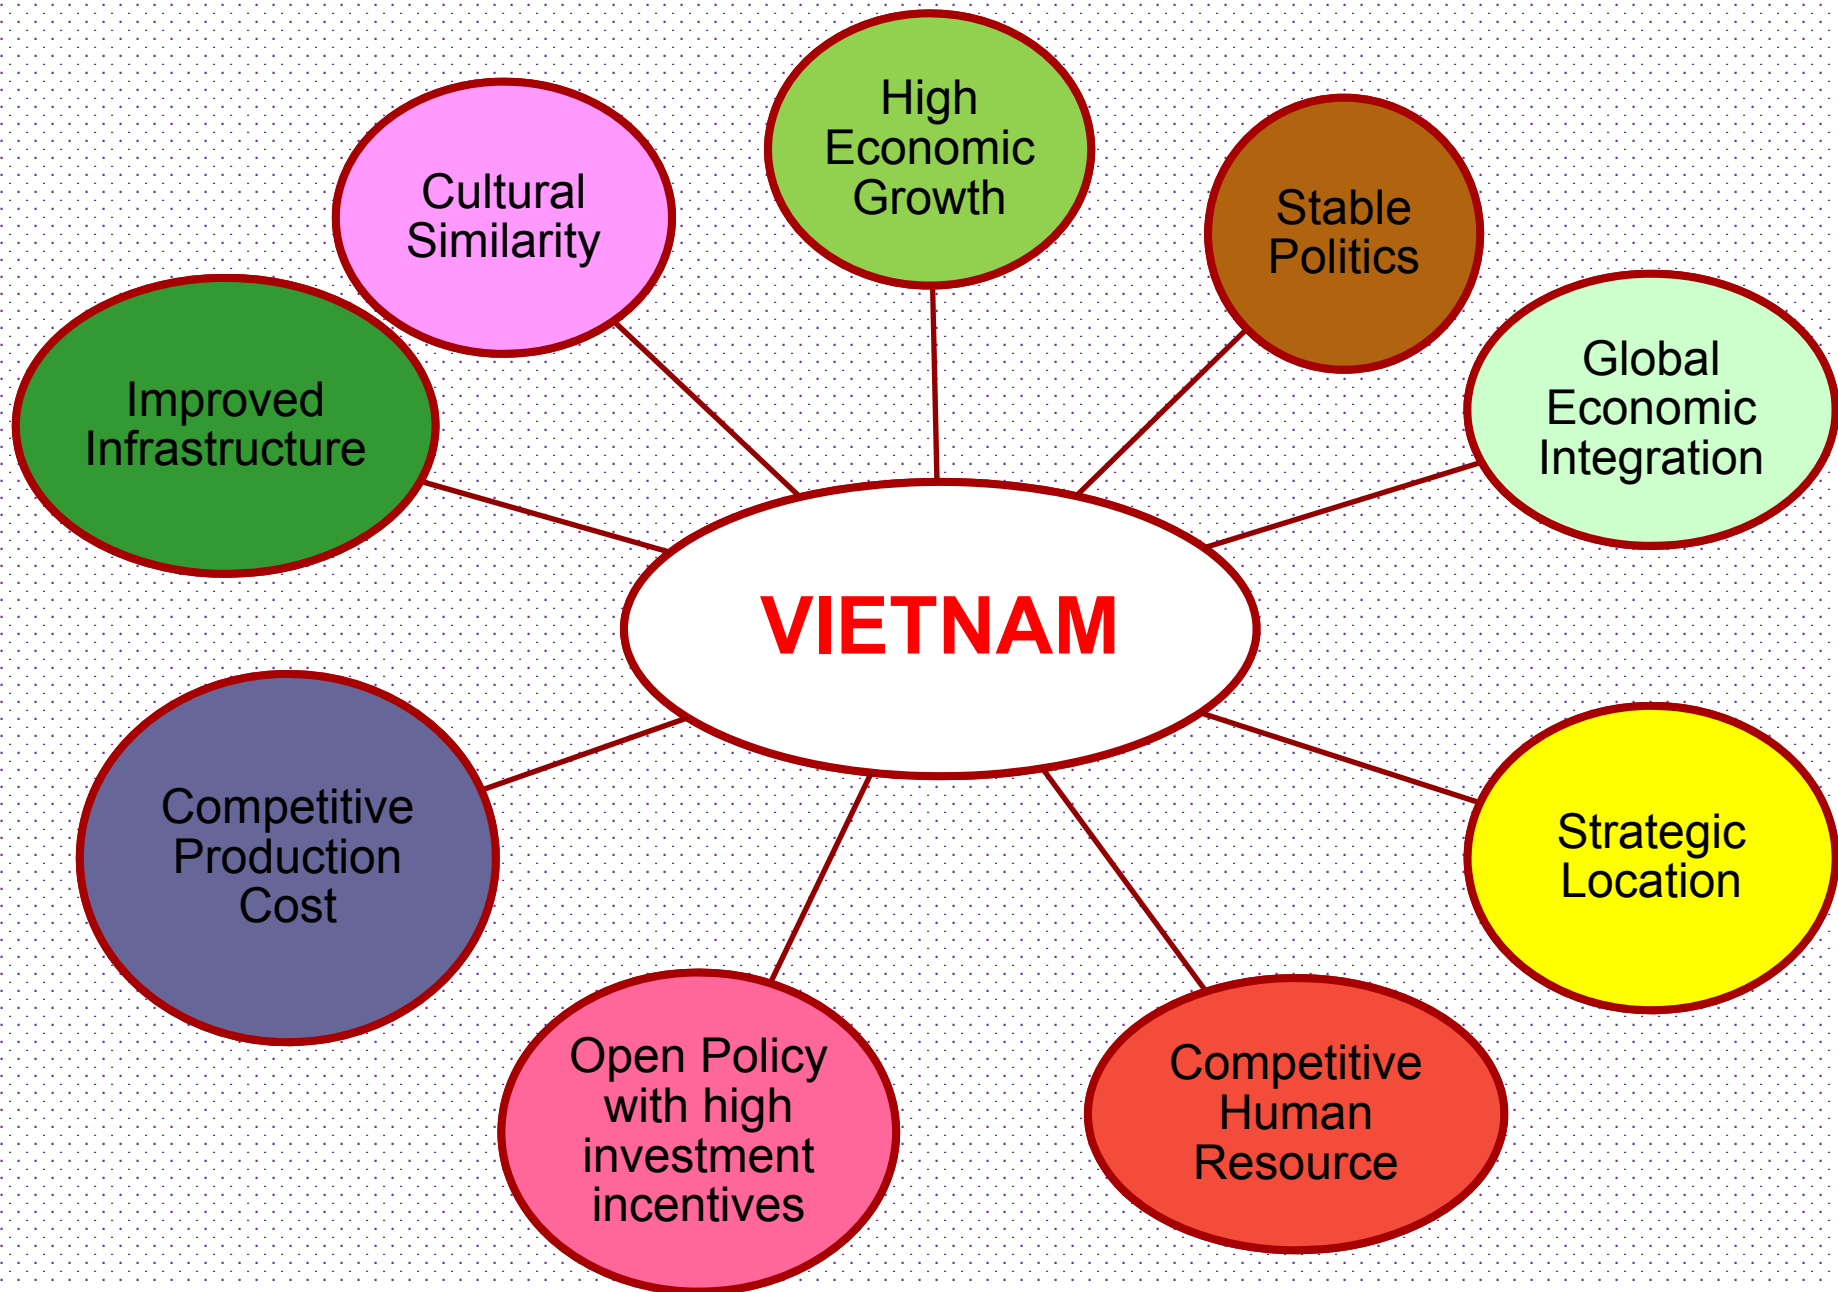 High
Economic
Growth
Cultural
Similarity
Stable
Politics
Global
Economic
Integration
Improved
Infrastructure
VIETNAM
Competitive
Production
Cost
Strategic
Location
Open Policy
with high
investment
incentives
Competitive
Human
Resource